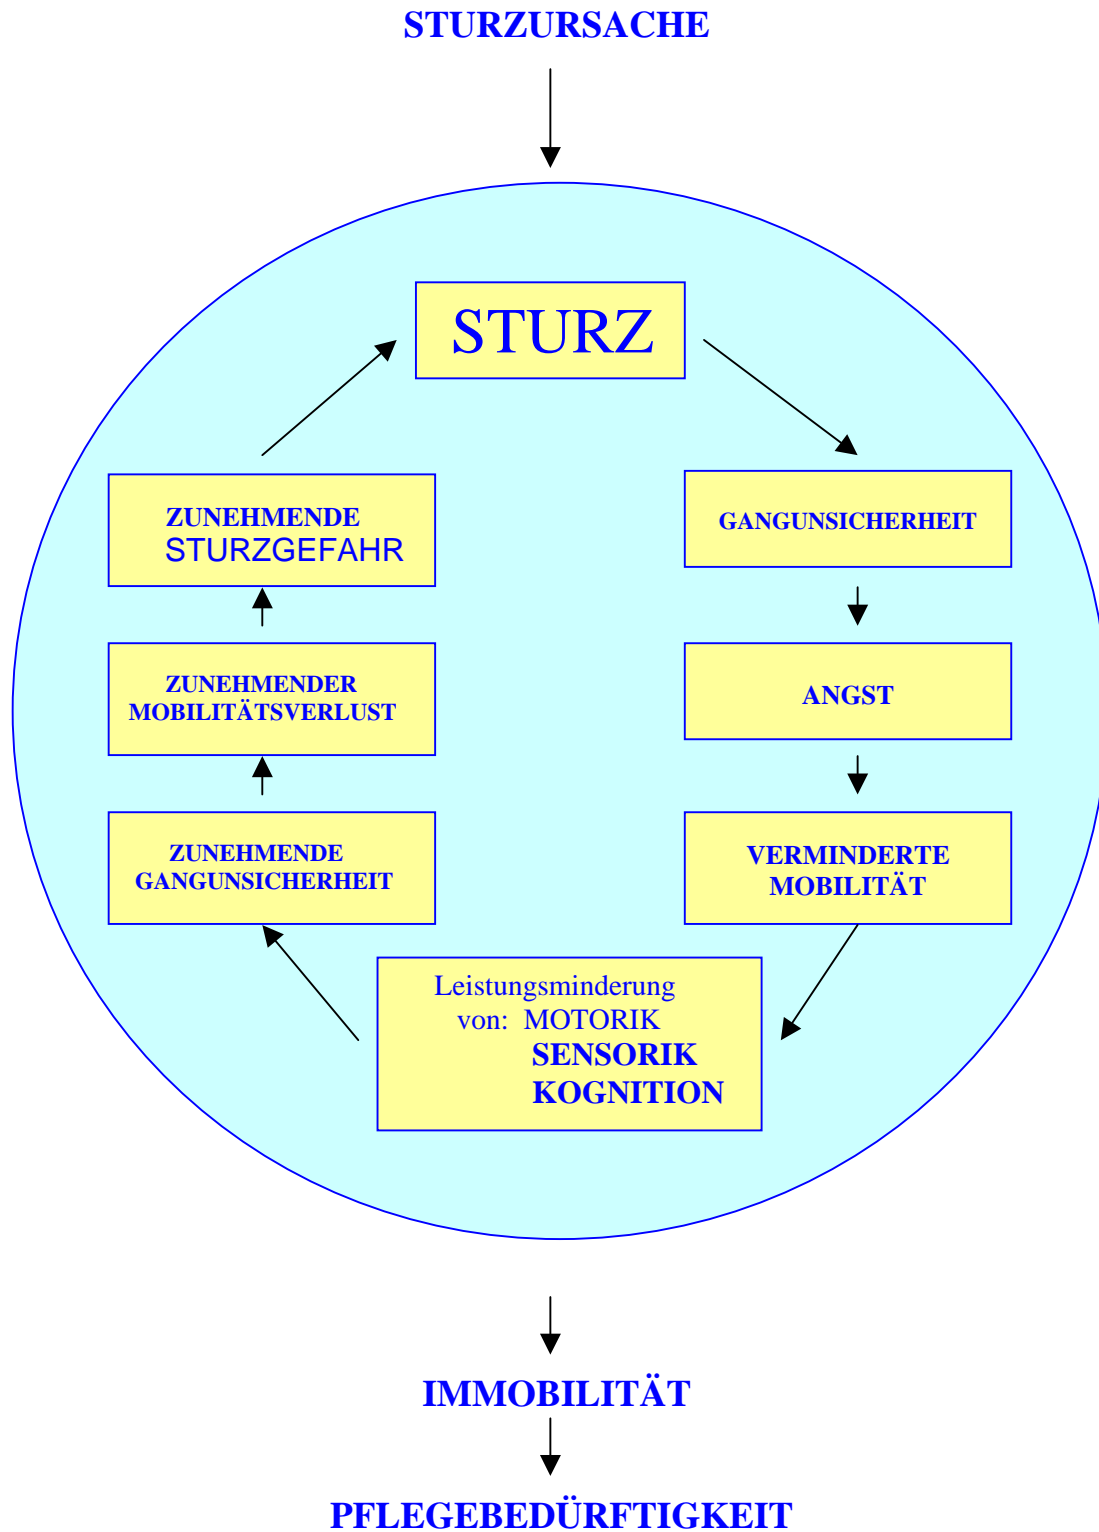 STURZURSACHE
STURZ
ZUNEHMENDE
STURZGEFAHR
GANGUNSICHERHEIT
ZUNEHMENDER
MOBILITÄTSVERLUST
ANGST
ZUNEHMENDE
GANGUNSICHERHEIT
VERMINDERTE
MOBILITÄT
Leistungsminderung
von: MOTORIK
SENSORIK
KOGNITION
IMMOBILITÄT
PFLEGEBEDÜRFTIGKEIT